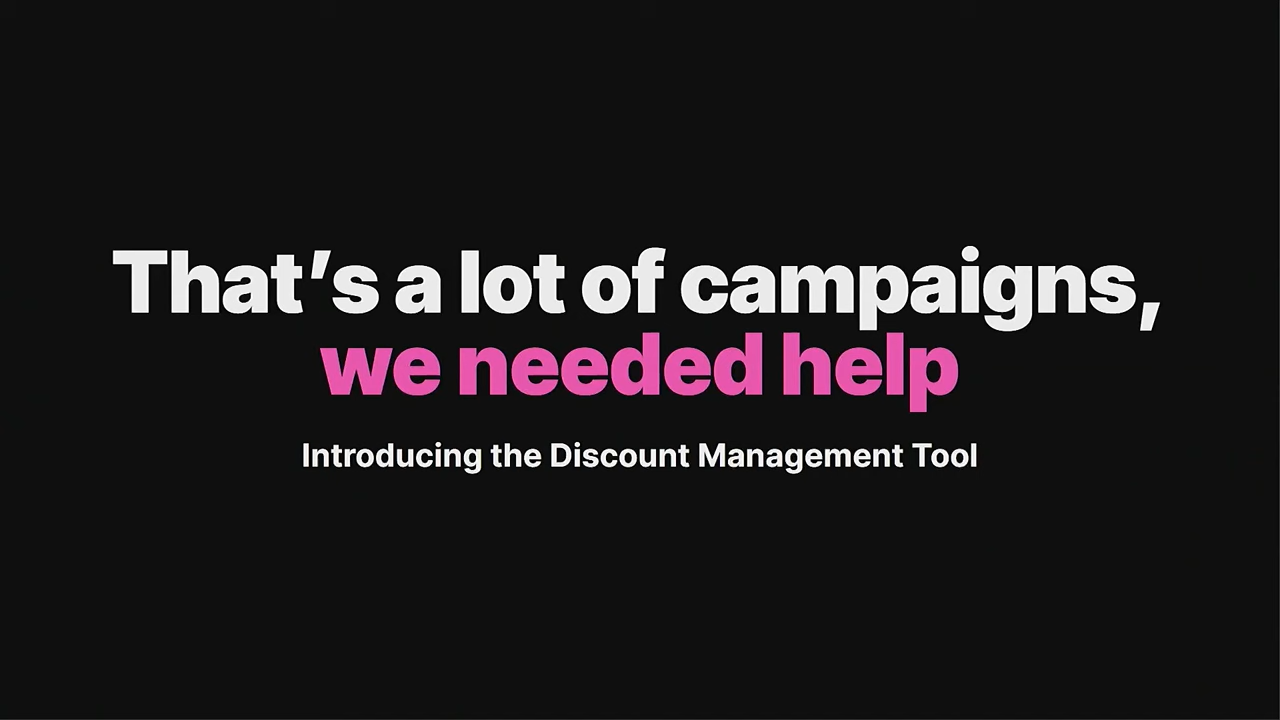 That’s a lot of campaigns,
we needed help
Introducing the Discount Management Tool